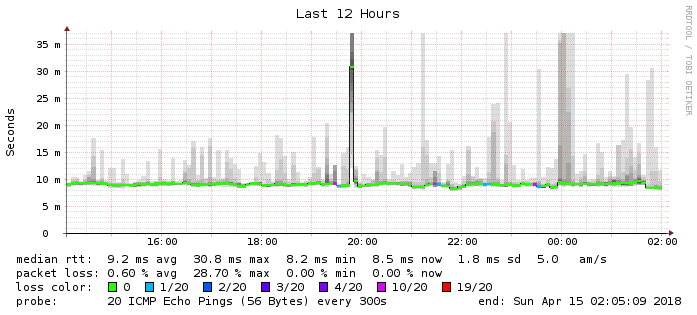 Last 12 Hours
RRDTOOL / TOBI OETIKER
Seconds
35 m
30 m
25 m
20 m
15 m
10 m
5 m
0
16:00 18:00 20:00 22:00 00:00 02:00
median rtt: 9.2 ms avg 30.8 ms max 8.2 ms min 8.5 ms now 1.8 ms sd 5.0 am/s
packet loss: 0.60 % avg 28.70 % max 0.00 % min 0.00 % now
loss color: 0 1/20 2/20 3/20 4/20 10/20 19/20
probe: 20 ICMP Echo Pings (56 Bytes) every 300s end: Sun Apr 15 02:05:09 2018